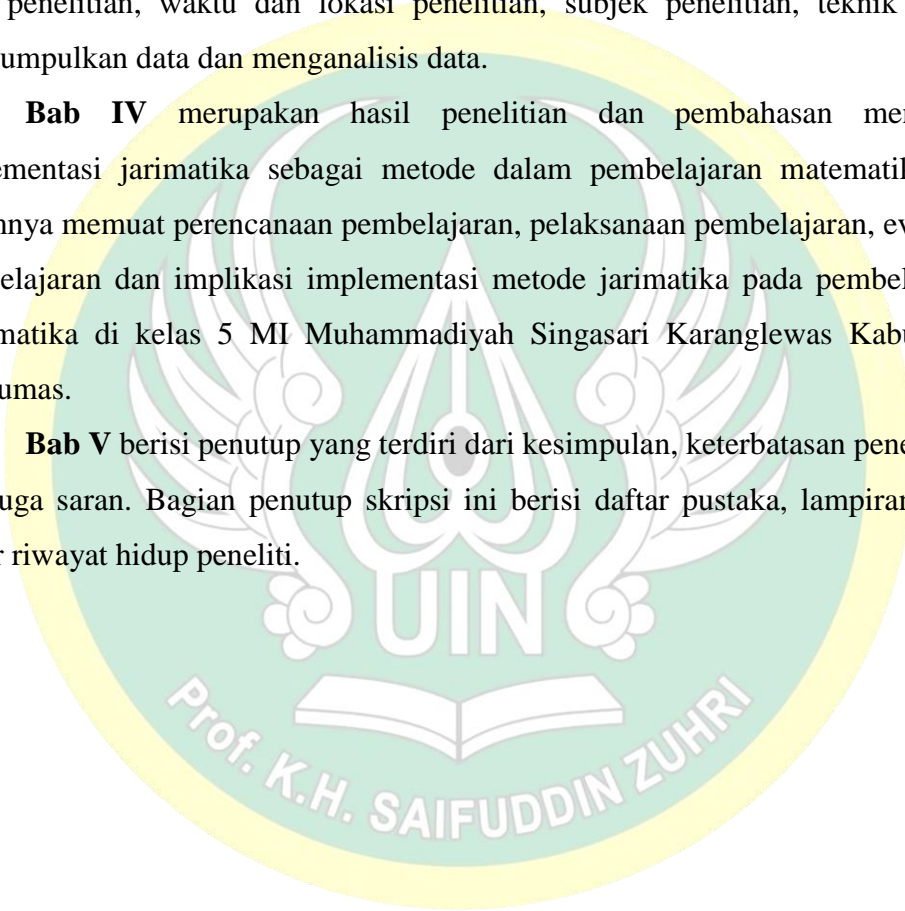 penelitian, waktu dan lokasi penelitian, subjek penelitian, teknik
umpulkan data dan menganalisis data.
Bab IV merupakan hasil penelitian dan pembahasan men
ementasi jarimatika sebagai metode dalam pembelajaran matematik
nnya memuat perencanaan pembelajaran, pelaksanaan pembelajaran, ev
elajaran dan implikasi implementasi metode jarimatika pada pembel
matika di kelas 5 MI Muhammadiyah Singasari Karanglewas Kabu
umas.
Bab V berisi penutup yang terdiri dari kesimpulan, keterbatasan pene
uga saran. Bagian penutup skripsi ini berisi daftar pustaka, lampiran
r riwayat hidup peneliti.
UIN
Prof. K.H. SAIFUDDIN ZUHRI